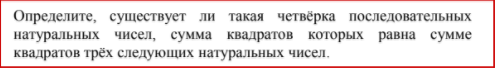 Определите, существует ли такая четвёрка последовательных
натуральных чисел, сумма квадратов которых равна сумме
квадратов трёх следующих натуральных чисел.